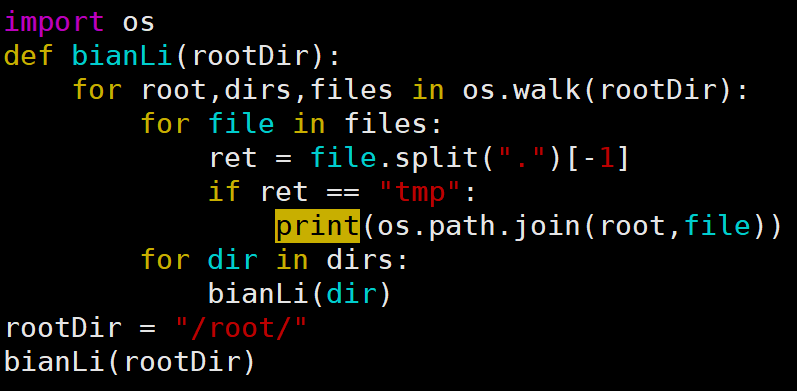 import os
def bianLi(rootDir):
    for root,dirs,files in os.walk(rootDir):
        for file in files:
            ret = file.split(".")[-1]
            if ret == "tmp":
                print(os.path.join(root,file))
        for dir in dirs:
            bianLi(dir)
rootDir = "/root/"
bianLi(rootDir)